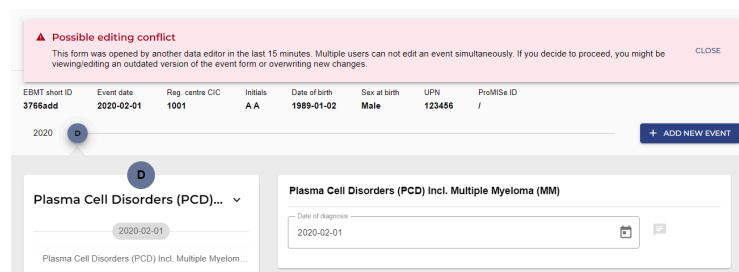 Possible editing conflict
This form was opened by another data editor in the last 15 minutes. Multiple users can not edit an event simultaneously. If you decide to proceed, you might be
viewing/editing an outdated version of the event form or overwriting new changes.
CLOSE
EBMT short ID Event date Reg. centre CIC Initials Date of birth Sex at birth UPN ProMISe ID
3766add 2020-02-01 1001 A A 1989-01-02 Male 123456 /
2020 D + ADD NEW EVENT
D
Plasma Cell Disorders (PCD)...
2020-02-01
Plasma Cell Disorders (PCD) Incl. Multiple Myelom...
Plasma Cell Disorders (PCD) Incl. Multiple Myeloma (MM)
Date of diagnosis
2020-02-01